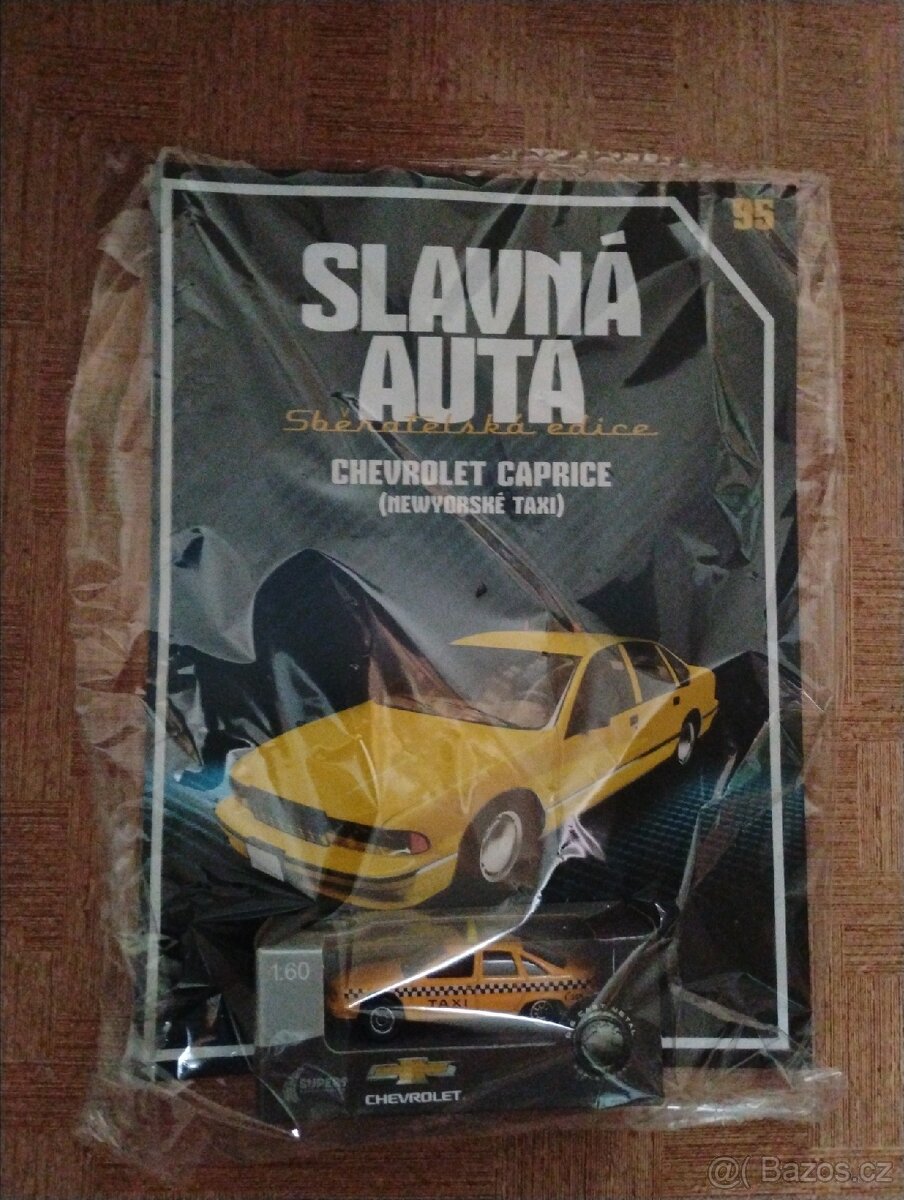 95
SLAVNÁ
AUTA
Sběratelská edice
CHEVROLET CAPRICE
(NEWYORSKÉ TAXI)
1:60
TAXI
CHEVROLET
@( Bazos.cz